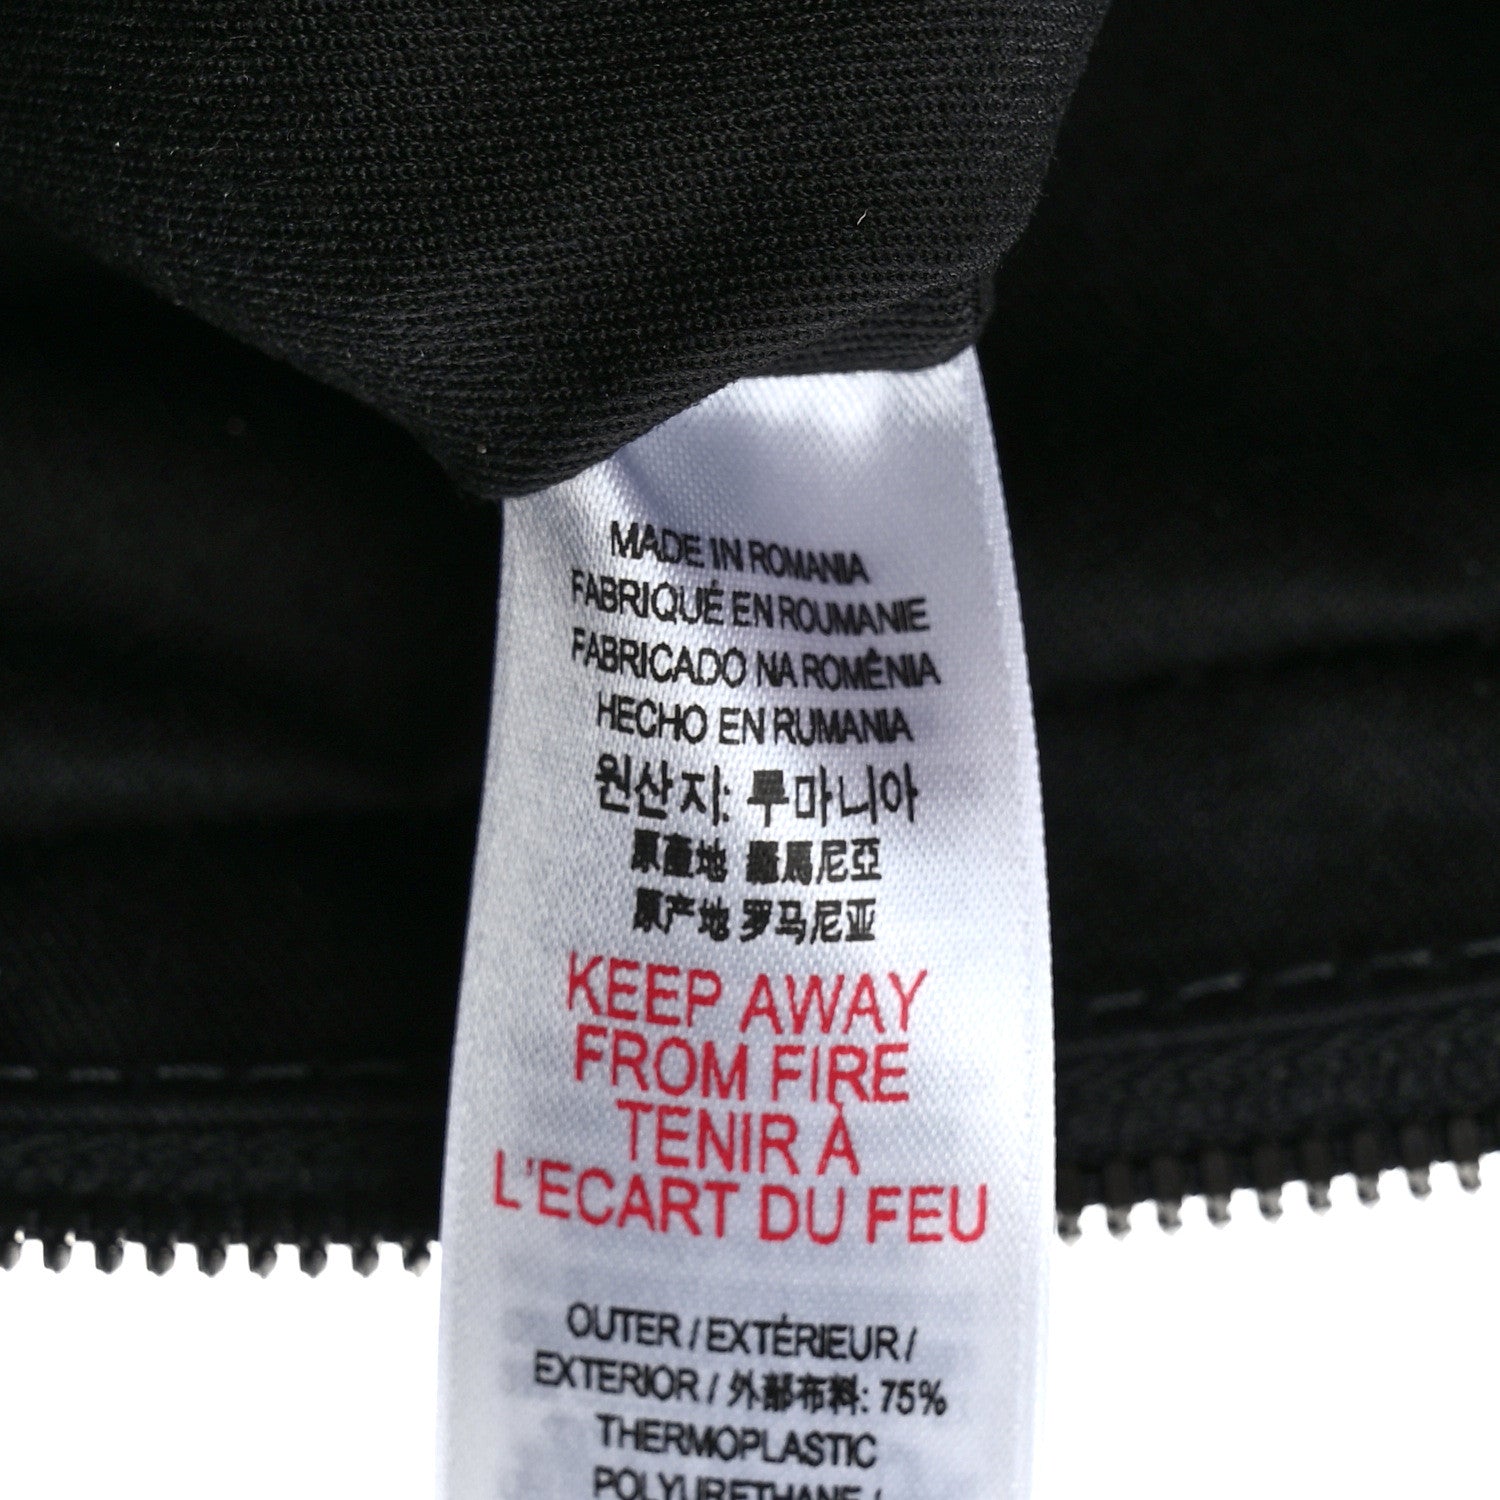 MADE IN ROMANIA
FABRIQUÉ EN ROUMANIE
FABRICADO NA ROMÊNIA
HECHO EN RUMANIA
원산지: 루마니아
原產地 羅馬尼亞
原产地 罗马尼亚
KEEP AWAY
FROM FIRE
TENIR À
L'ECART DU FEU
OUTER / EXTÉRIEUR /
EXTERIOR / 外部布料: 75%
THERMOPLASTIC
POLYURETHANE /